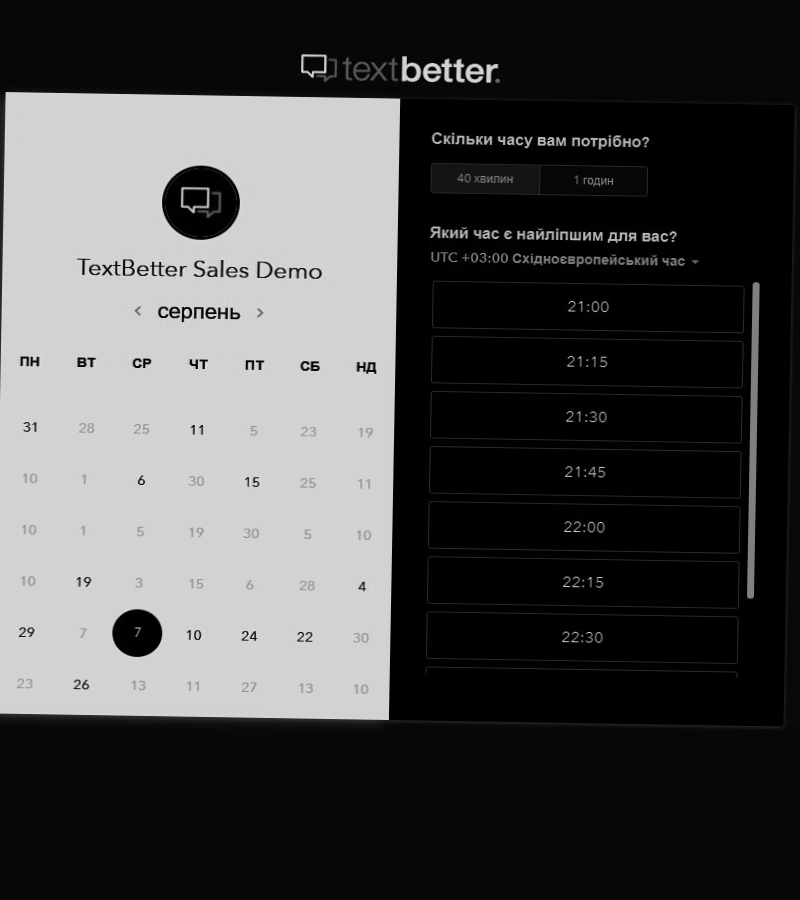 textbetter.
TextBetter Sales Demo
< серпень >
ПН ВТ СР ЧТ ПТ СБ НД
31 28 25 11 5 23 19
10 1 6 30 15 25 11
10 1 5 19 30 5 10
10 19 3 15 6 28 4
29 7 7 10 24 22 30
23 26 13 11 27 13 10
Скільки часу вам потрібно?
40 хвилин 1 годин
Який час є найліпшим для вас?
UTC +03:00 Східноєвропейський час
21:00
21:15
21:30
21:45
22:00
22:15
22:30